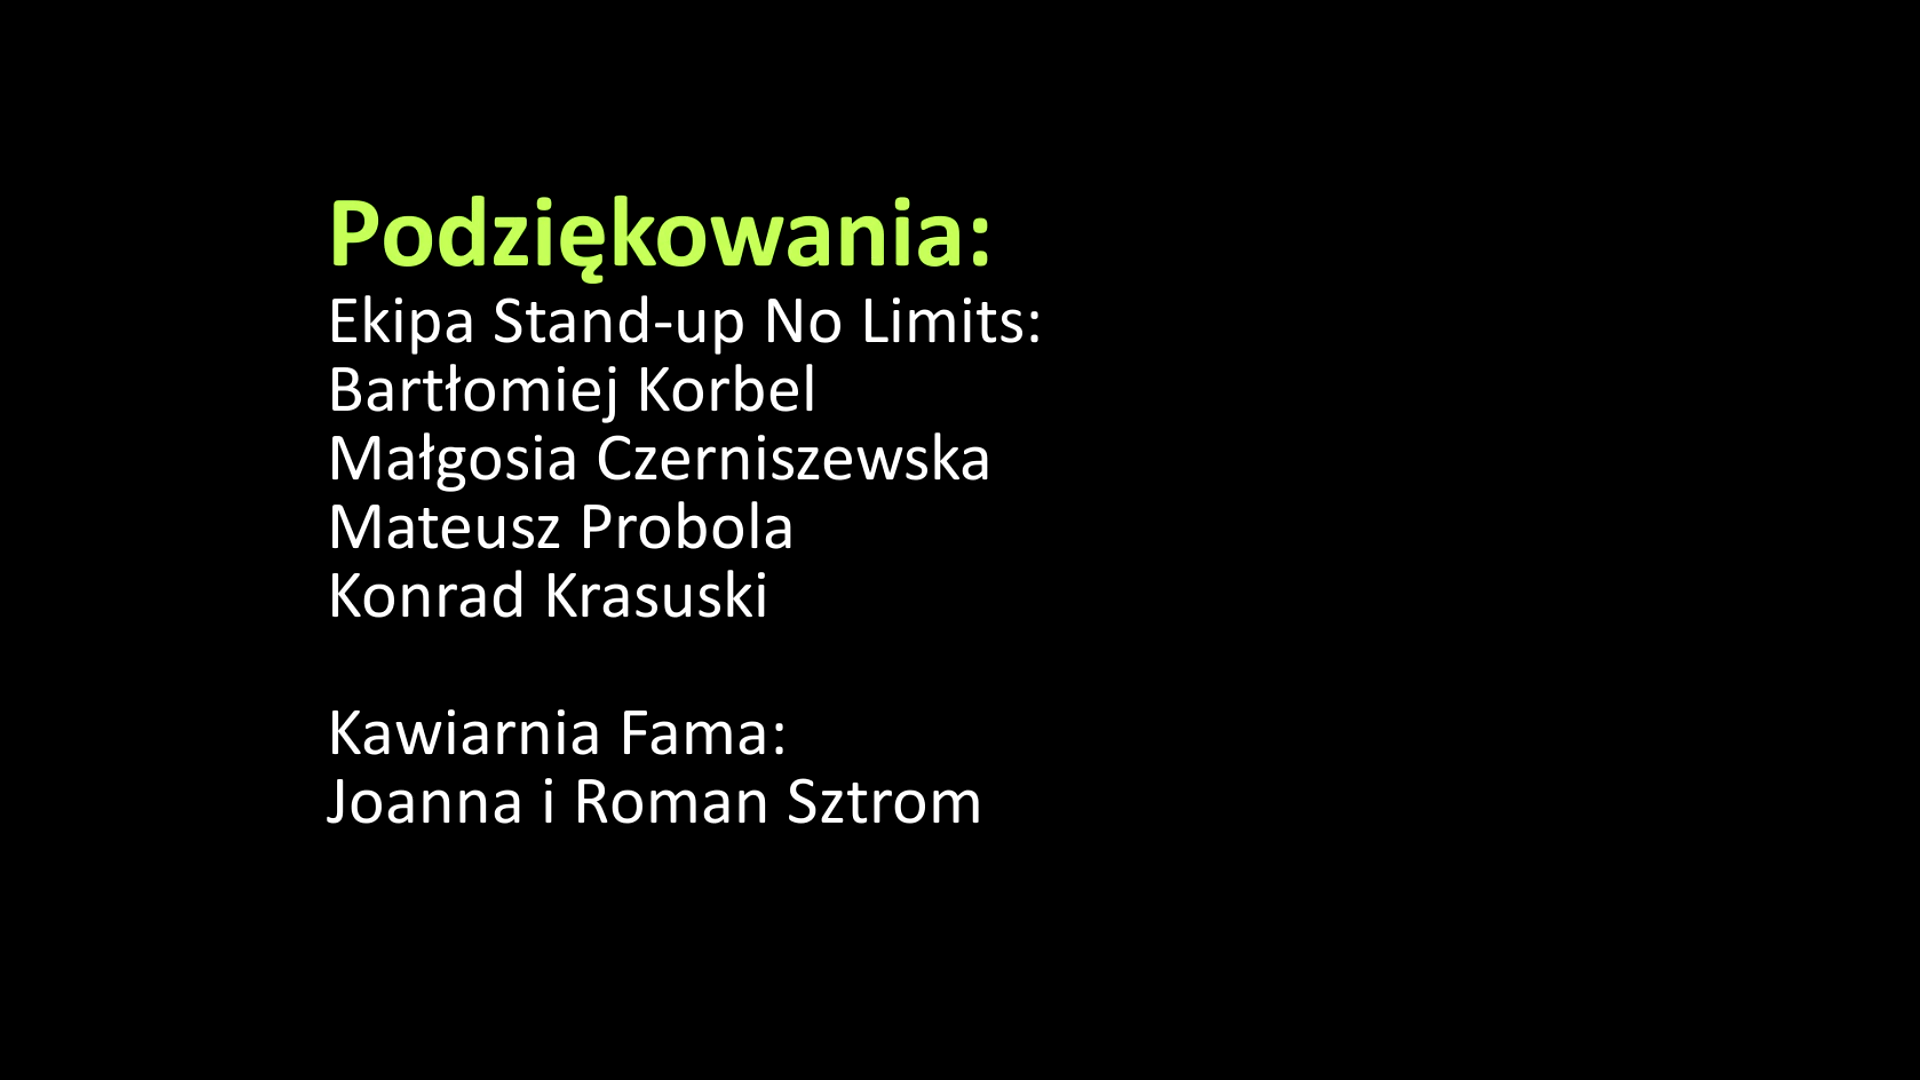 Podziękowania:
Ekipa Stand-up No Limits:
Bartłomiej Korbel
Małgosia Czerniszewska
Mateusz Probola
Konrad Krasuski
Kawiarnia Fama:
Joanna i Roman Sztrom